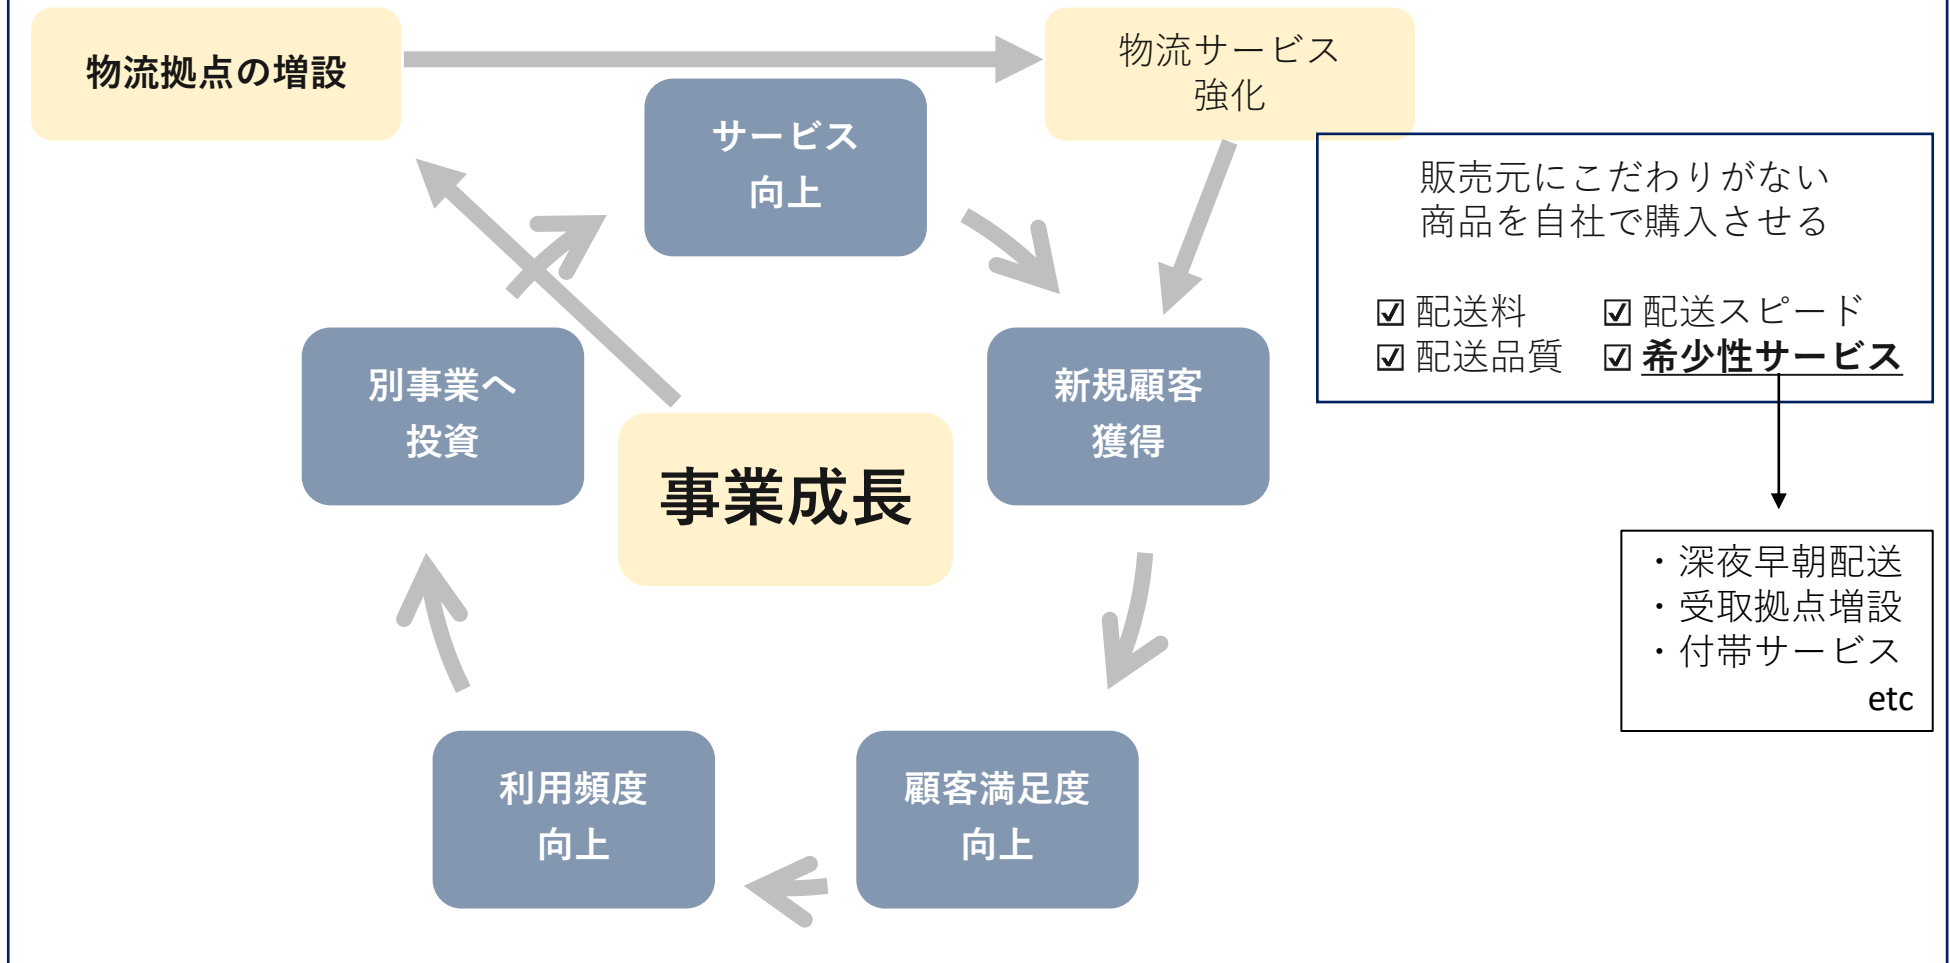 物流拠点の増設
物流サービス
強化
サービス
向上
販売元にこだわりがない
商品を自社で購入させる
☑ 配送料 ☑ 配送スピード
☑ 配送品質 ☑ 希少性サービス
別事業へ
投資
新規顧客
獲得
事業成長
・深夜早朝配送
・受取拠点増設
・付帯サービス
etc
利用頻度
向上
顧客満足度
向上